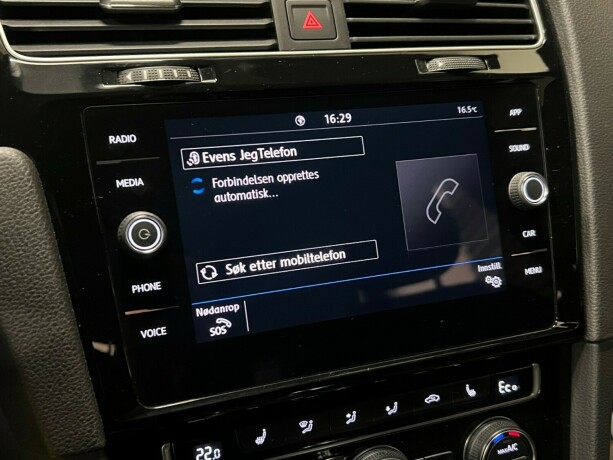 16:29
16.5°C
RADIO
APP
Evens JegTelefon
SOUND
MEDIA
Forbindelsen opprettes
automatisk...
CAR
Søk etter mobiltelefon
PHONE
Innstill.
MENU
Nødanrop
SOS
VOICE
Eco
22.0
MAX A/C